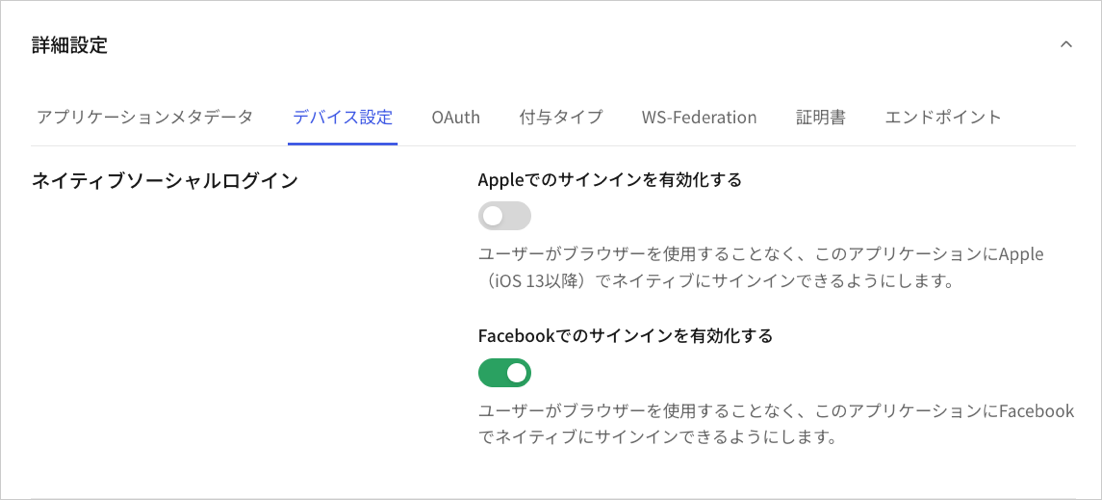 詳細設定
アプリケーションメタデータ デバイス設定 OAuth 付与タイプ WS-Federation 証明書 エンドポイント
ネイティブソーシャルログイン
Appleでのサインインを有効化する
ユーザーがブラウザーを使用することなく、このアプリケーションにApple
（iOS 13以降）でネイティブにサインインできるようにします。
Facebookでのサインインを有効化する
ユーザーがブラウザーを使用することなく、このアプリケーションにFacebook
でネイティブにサインインできるようにします。